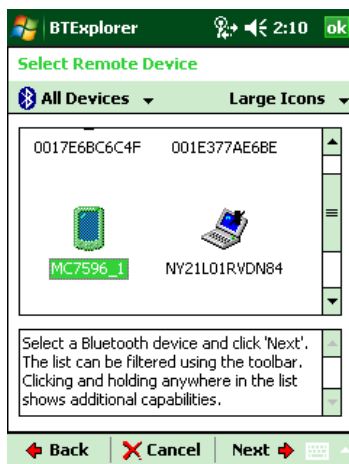 BTExplorer 2:10 ok
Select Remote Device
All Devices Large Icons
0017E6BC6C4F 001E377AE6BE
MC7596_1 NY21L01RVDN84
Select a Bluetooth device and click 'Next'.
The list can be filtered using the toolbar.
Clicking and holding anywhere in the list
shows additional capabilities.
Back Cancel Next